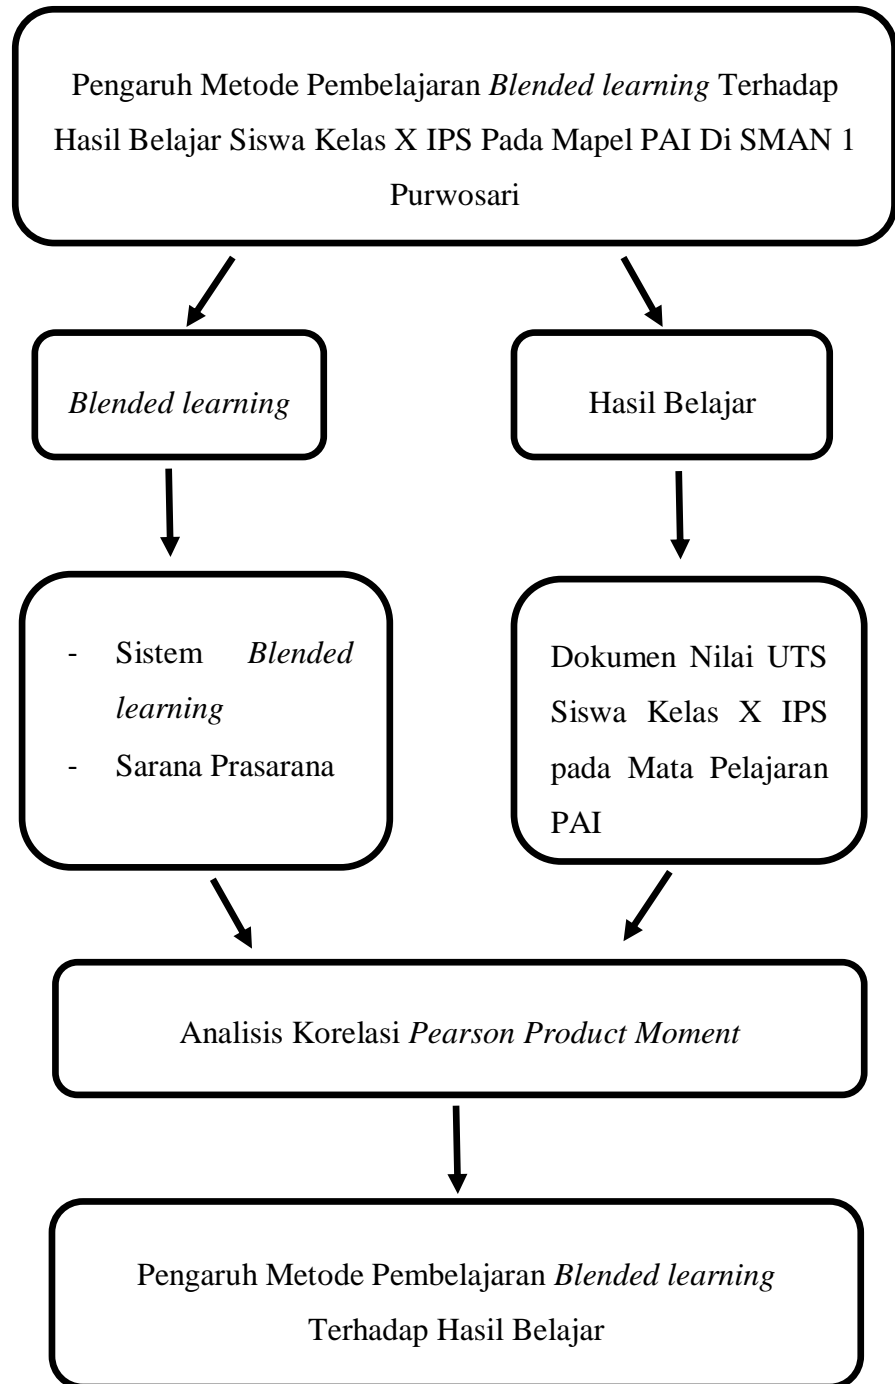 Pengaruh Metode Pembelajaran Blended learning Terhadap
Hasil Belajar Siswa Kelas X IPS Pada Mapel PAI Di SMAN 1
Purwosari
Blended learning
Hasil Belajar
- Sistem Blended
learning
- Sarana Prasarana
Dokumen Nilai UTS
Siswa Kelas X IPS
pada Mata Pelajaran
PAI
Analisis Korelasi Pearson Product Moment
Pengaruh Metode Pembelajaran Blended learning
Terhadap Hasil Belajar